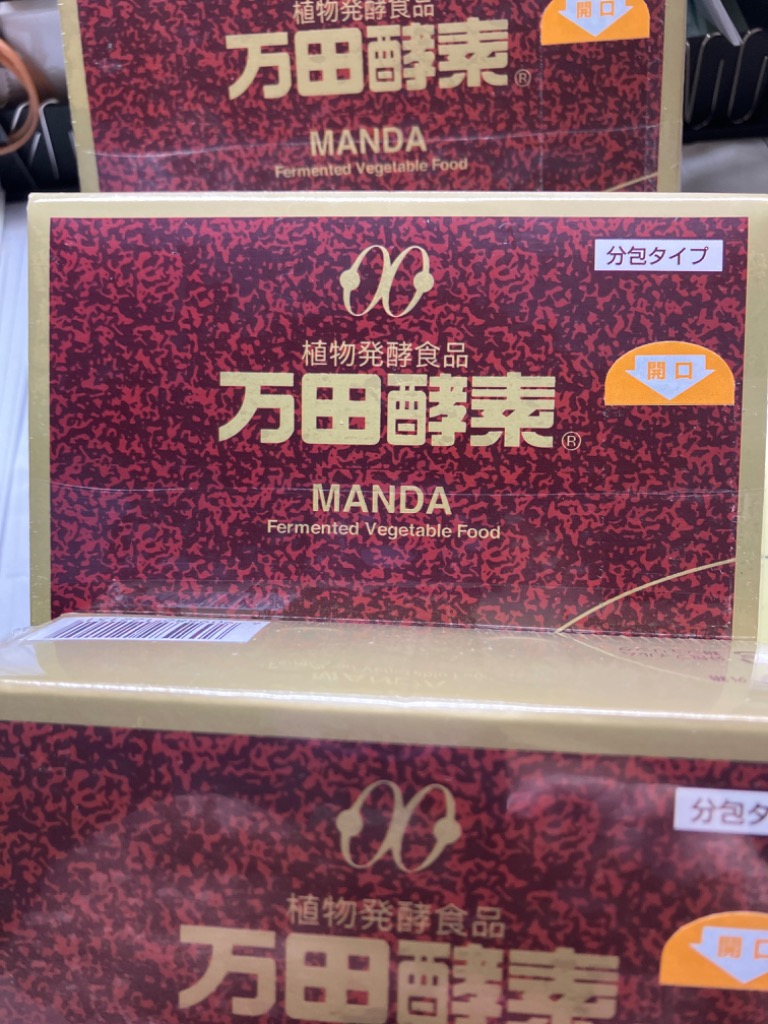 植物発酵食品
開口
万田酵素®
MANDA
Fermented Vegetable Food
分包タイプ
植物発酵食品
開口
万田酵素®
MANDA
Fermented Vegetable Food
分包タ
植物発酵食品
開口
万田酵素